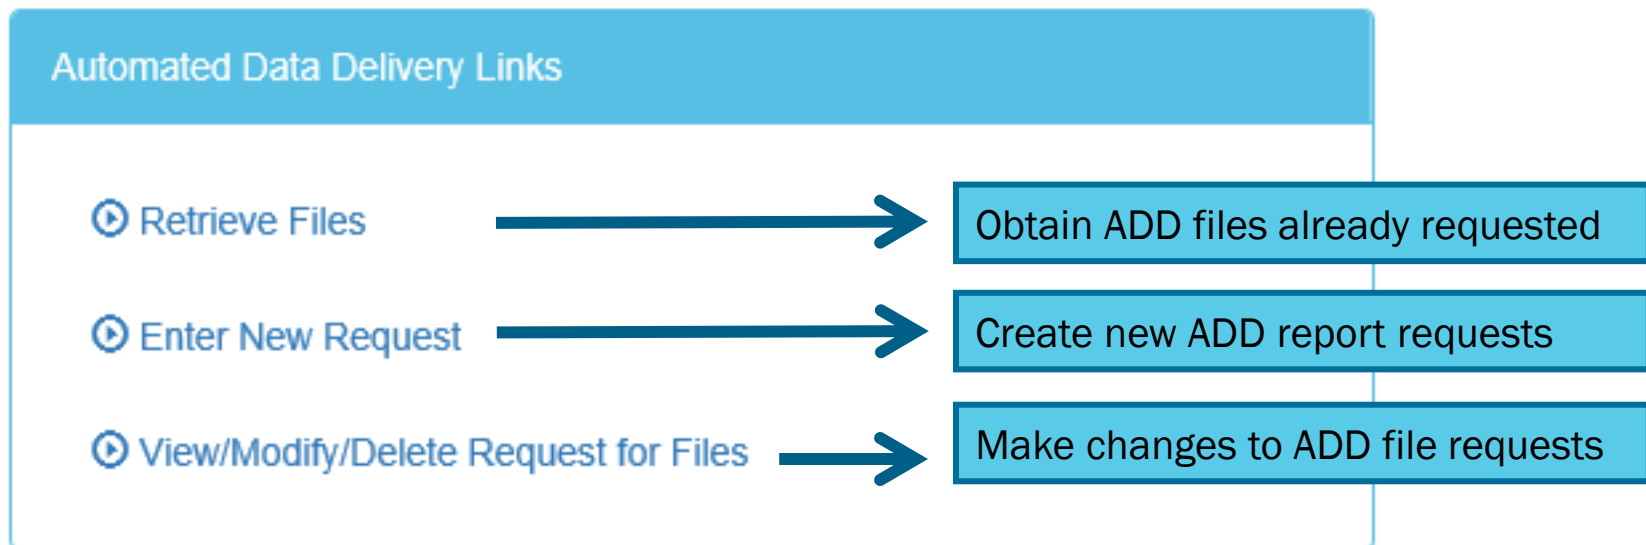 Automated Data Delivery Links
Retrieve Files
Obtain ADD files already requested
Enter New Request
Create new ADD report requests
View/Modify/Delete Request for Files
Make changes to ADD file requests